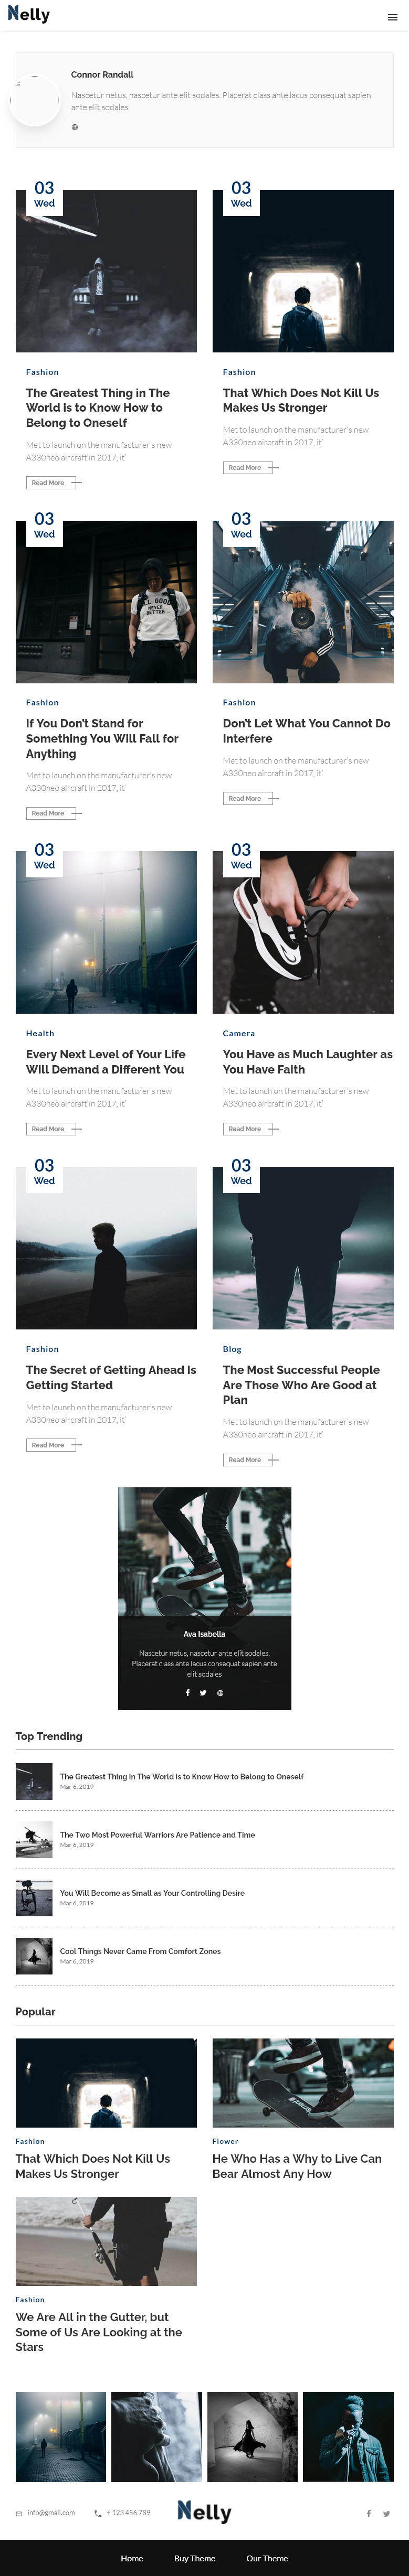 Nelly
Connor Randall
Nascetur netus, nascetur ante elit sodales. Placerat class ante lacus consequat sapien
ante elit sodales
03
Wed
Fashion
The Greatest Thing in The
World is to Know How to
Belong to Oneself
Met to launch on the manufacturer's new
A330neo aircraft in 2017, it'
Read More
03
Wed
Fashion
That Which Does Not Kill Us
Makes Us Stronger
Met to launch on the manufacturer's new
A330neo aircraft in 2017, it'
Read More
03
Wed
ALL GOOD
NEVER
BETTER
Fashion
If You Don't Stand for
Something You Will Fall for
Anything
Met to launch on the manufacturer's new
A330neo aircraft in 2017, it'
Read More
03
Wed
Fashion
Don't Let What You Cannot Do
Interfere
Met to launch on the manufacturer's new
A330neo aircraft in 2017, it'
Read More
03
Wed
Health
Every Next Level of Your Life
Will Demand a Different You
Met to launch on the manufacturer's new
A330neo aircraft in 2017, it'
Read More
03
Wed
Camera
You Have as Much Laughter as
You Have Faith
Met to launch on the manufacturer's new
A330neo aircraft in 2017, it'
Read More
03
Wed
Fashion
The Secret of Getting Ahead Is
Getting Started
Met to launch on the manufacturer's new
A330neo aircraft in 2017, it'
Read More
03
Wed
Blog
The Most Successful People
Are Those Who Are Good at
Plan
Met to launch on the manufacturer's new
A330neo aircraft in 2017, it'
Read More
Ava Isabella
Nascetur netus, nascetur ante elit sodales.
Placerat class ante lacus consequat sapien ante
elit sodales
Top Trending
The Greatest Thing in The World is to Know How to Belong to Oneself
Mar 6, 2019
The Two Most Powerful Warriors Are Patience and Time
Mar 6, 2019
You Will Become as Small as Your Controlling Desire
Mar 6, 2019
Cool Things Never Came From Comfort Zones
Mar 6, 2019
Popular
Fashion
That Which Does Not Kill Us
Makes Us Stronger
Flower
He Who Has a Why to Live Can
Bear Almost Any How
Fashion
We Are All in the Gutter, but
Some of Us Are Looking at the
Stars
info@gmail.com
+ 123 456 789
Nelly
Home
Buy Theme
Our Theme